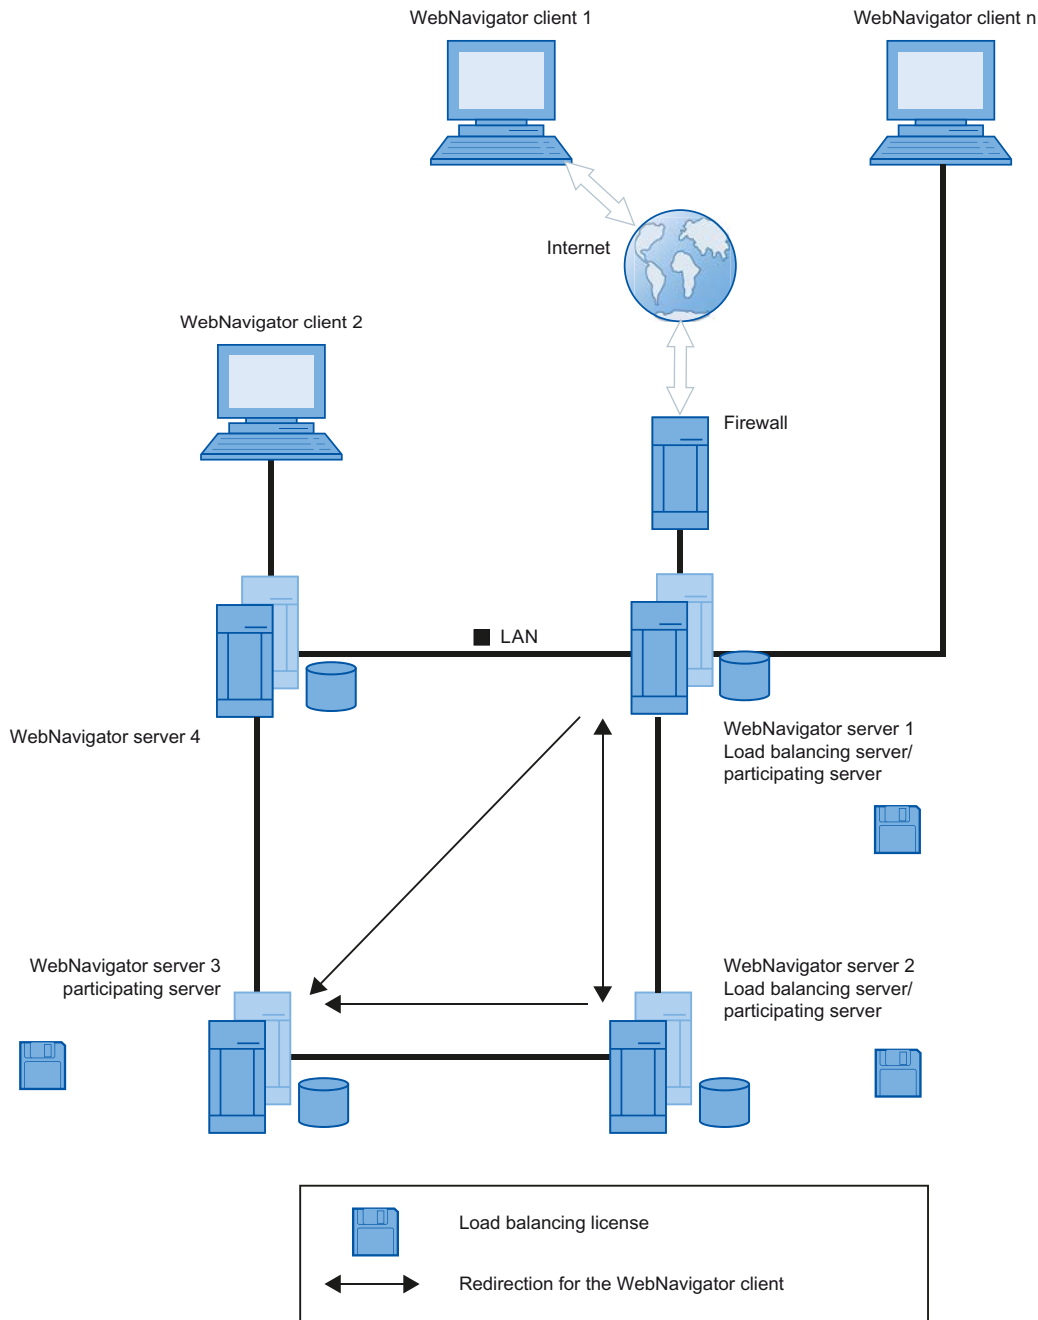 WebNavigator client 1
WebNavigator client n
Internet
WebNavigator client 2
Firewall
LAN
WebNavigator server 4
WebNavigator server 1
Load balancing server/
participating server
WebNavigator server 3
participating server
WebNavigator server 2
Load balancing server/
participating server
Load balancing license
Redirection for the WebNavigator client